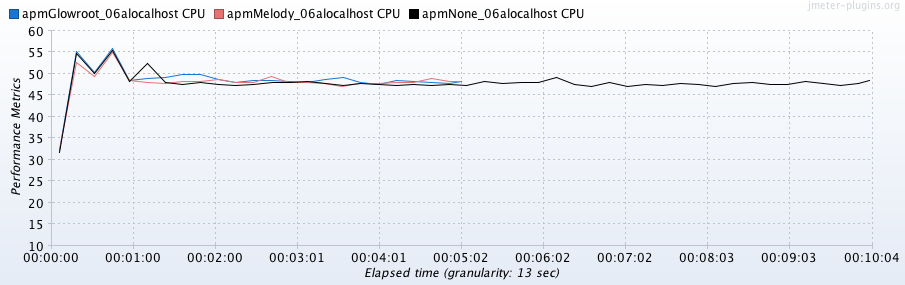 jmeter-plugins.org
apmGlowroot_06alocalhost CPU apmMelody_06alocalhost CPU apmNone_06alocalhost CPU
Performance Metrics
60
55
50
45
40
35
30
25
20
15
10
00:00:00 00:01:00 00:02:00 00:03:01 00:04:01 00:05:02 00:06:02 00:07:02 00:08:03 00:09:03 00:10:04
Elapsed time (granularity: 13 sec)